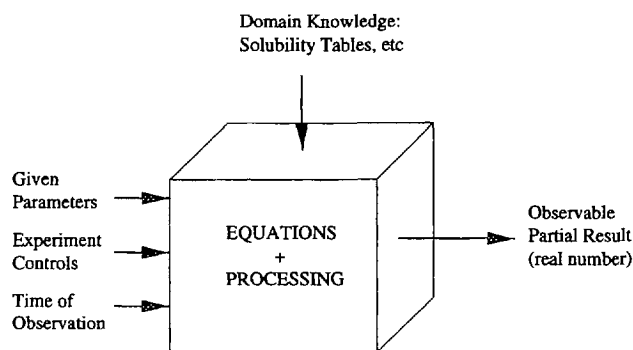 Domain Knowledge:
Solubility Tables, etc
Given
Parameters
Experiment
Controls
Time of
Observation
EQUATIONS
+
PROCESSING
Observable
Partial Result
(real number)